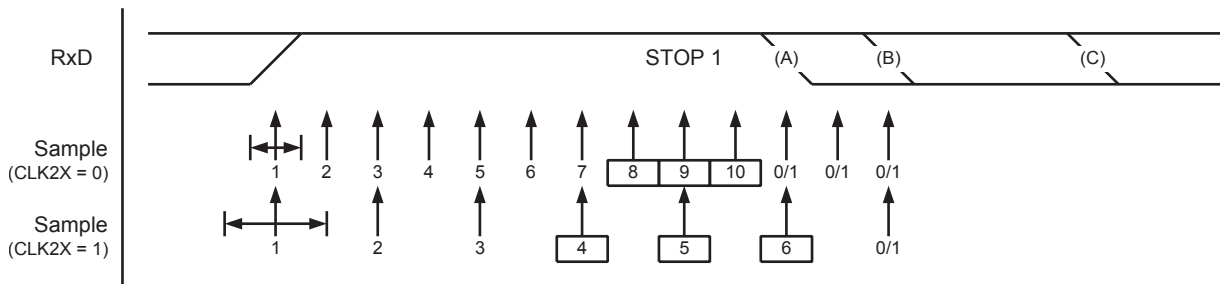 RxD STOP 1 (A) (B) (C)
Sample
(CLK2X = 0)
1 2 3 4 5 6 7 8 9 10 0/1 0/1 0/1
Sample
(CLK2X = 1)
1 2 3 4 5 6 0/1